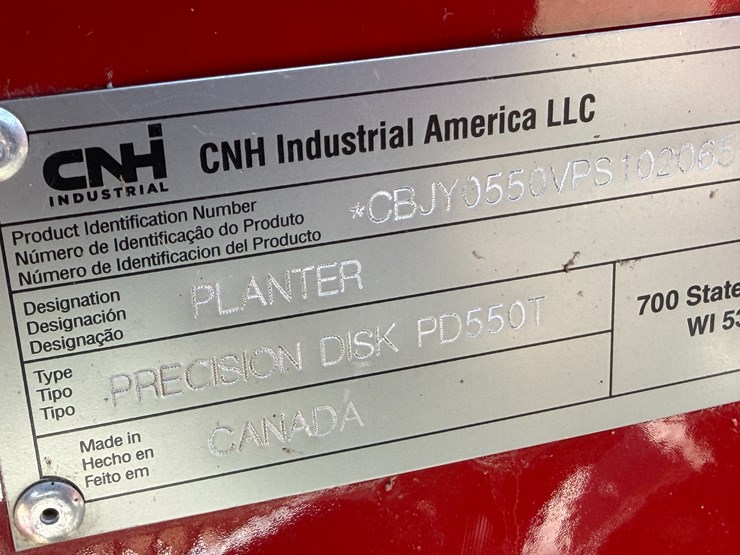 CNH
INDUSTRIAL
CNH Industrial America LLC
Product Identification Number
Número de Identificação do Produto
Número de Identificacion del Producto
*CBJY0550VPS102065
Designation
Designación
Designação
PLANTER
Type
Tipo
Tipo
PRECISION DISK PD550T
700 State
WI 53
Made in
Hecho en
Feito em
CANADA